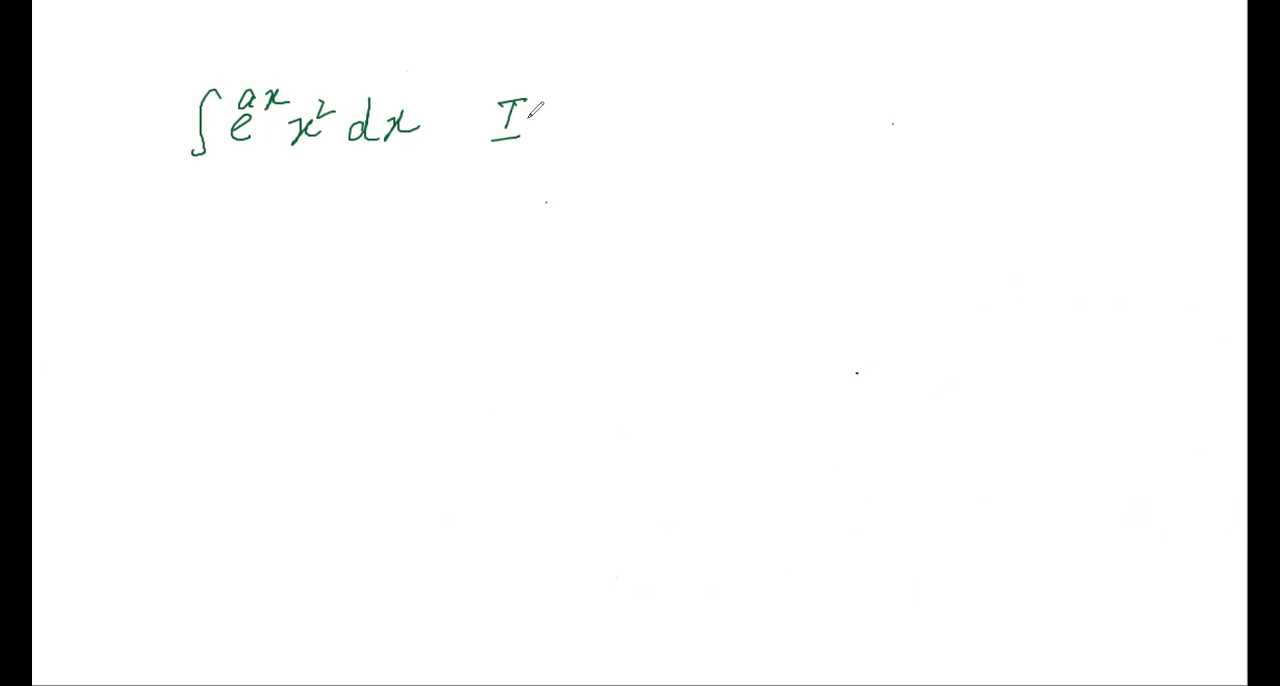 ∫ e^{ax} x² dx I